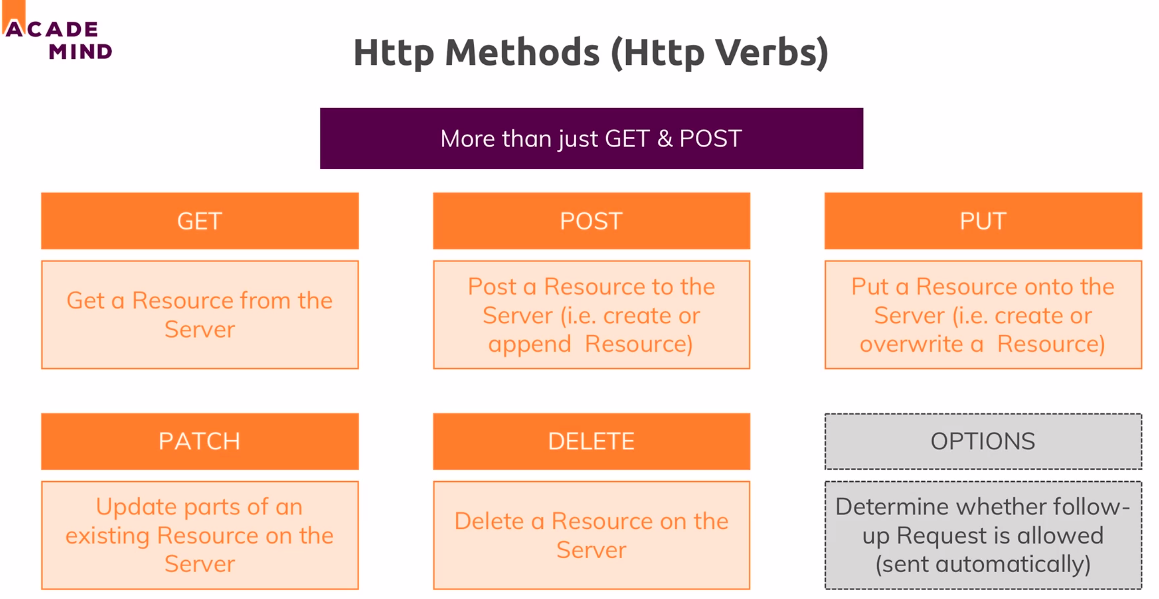 ACADE
MIND
Http Methods (Http Verbs)
More than just GET & POST
GET
Get a Resource from the
Server
POST
Post a Resource to the
Server (i.e. create or
append  Resource)
PUT
Put a Resource onto the
Server (i.e. create or
overwrite a  Resource)
PATCH
Update parts of an
existing Resource on the
Server
DELETE
Delete a Resource on the
Server
OPTIONS
Determine whether follow-
up Request is allowed
(sent automatically)